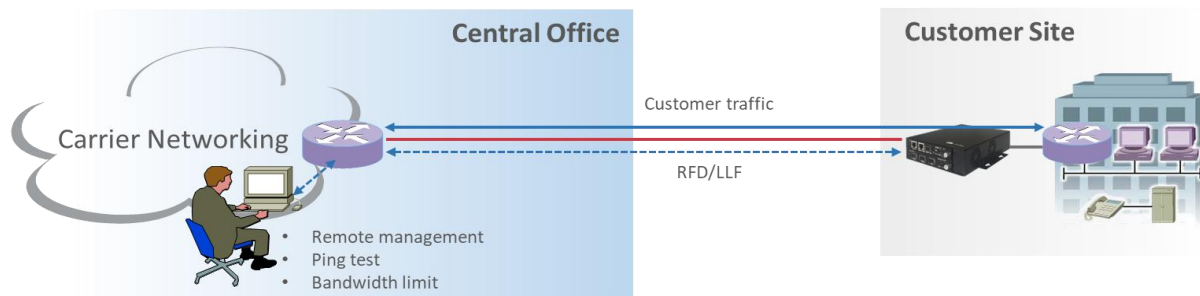 Central Office
Customer Site
Customer traffic
Carrier Networking
RFD/LLF
• Remote management
• Ping test
• Bandwidth limit